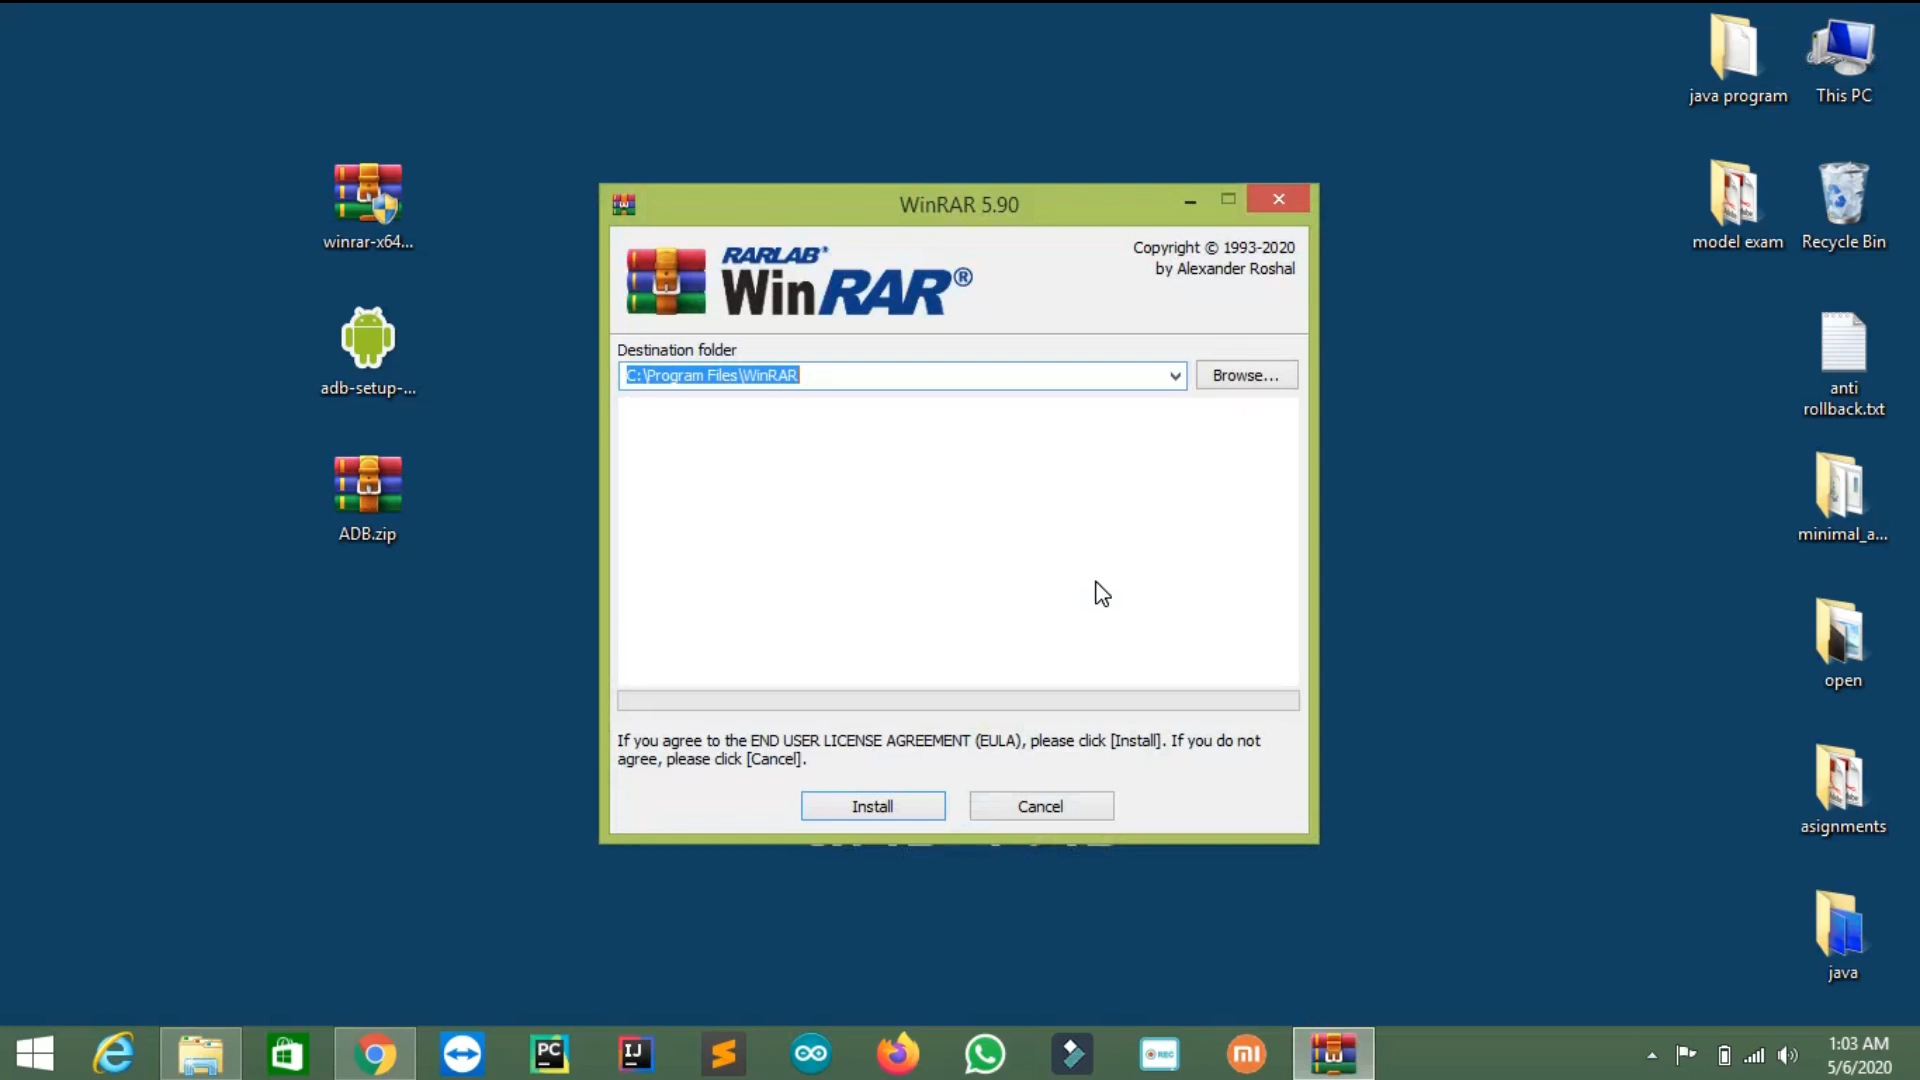 java program
This PC
winrar-x64...
model exam
Recycle Bin
adb-setup-...
anti
rollback.txt
ADB.zip
minimal_a...
open
asignments
java
WinRAR 5.90
RARLAB®
WinRAR®
Copyright © 1993-2020
by Alexander Roshal
Destination folder
C:\Program Files\WinRAR
Browse...
If you agree to the END USER LICENSE AGREEMENT (EULA), please click [Install]. If you do not
agree, please click [Cancel].
Install
Cancel
PC
IJ
REC
mi
1:03 AM
5/6/2020